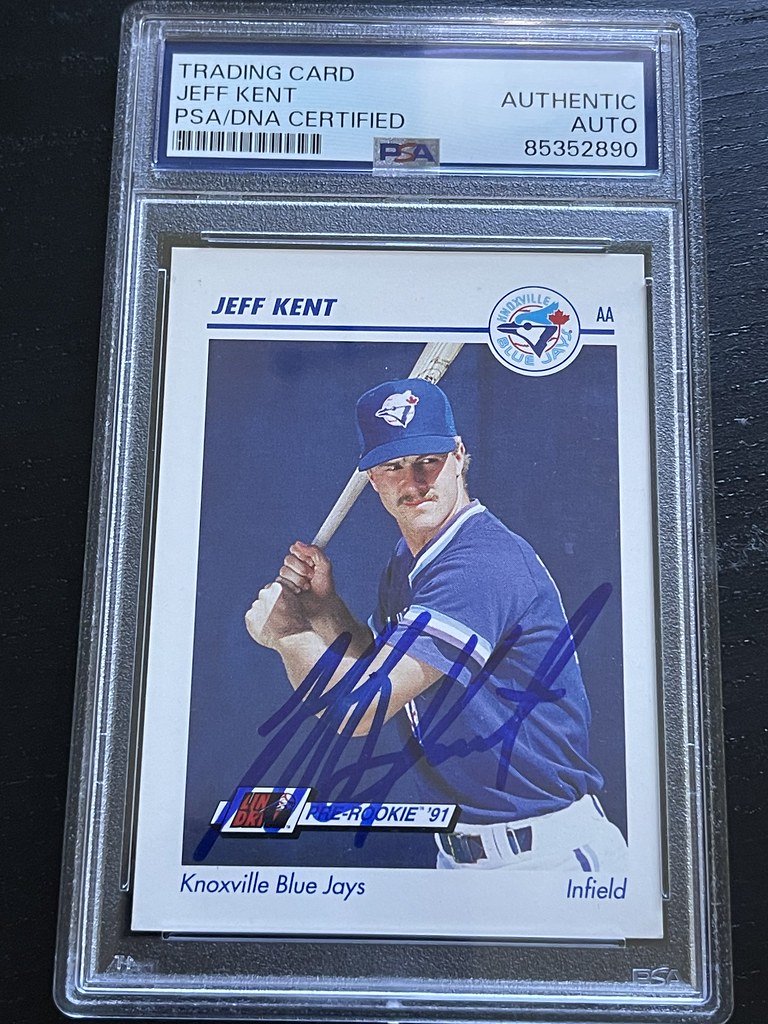 TRADING CARD
JEFF KENT
PSA/DNA CERTIFIED
AUTHENTIC
AUTO
85352890
PSA
JEFF KENT
KNOXVILLE
BLUE JAYS
AA
LINE
DRIVE
PRE-ROOKIE™ '91
Knoxville Blue Jays
Infield
PSA